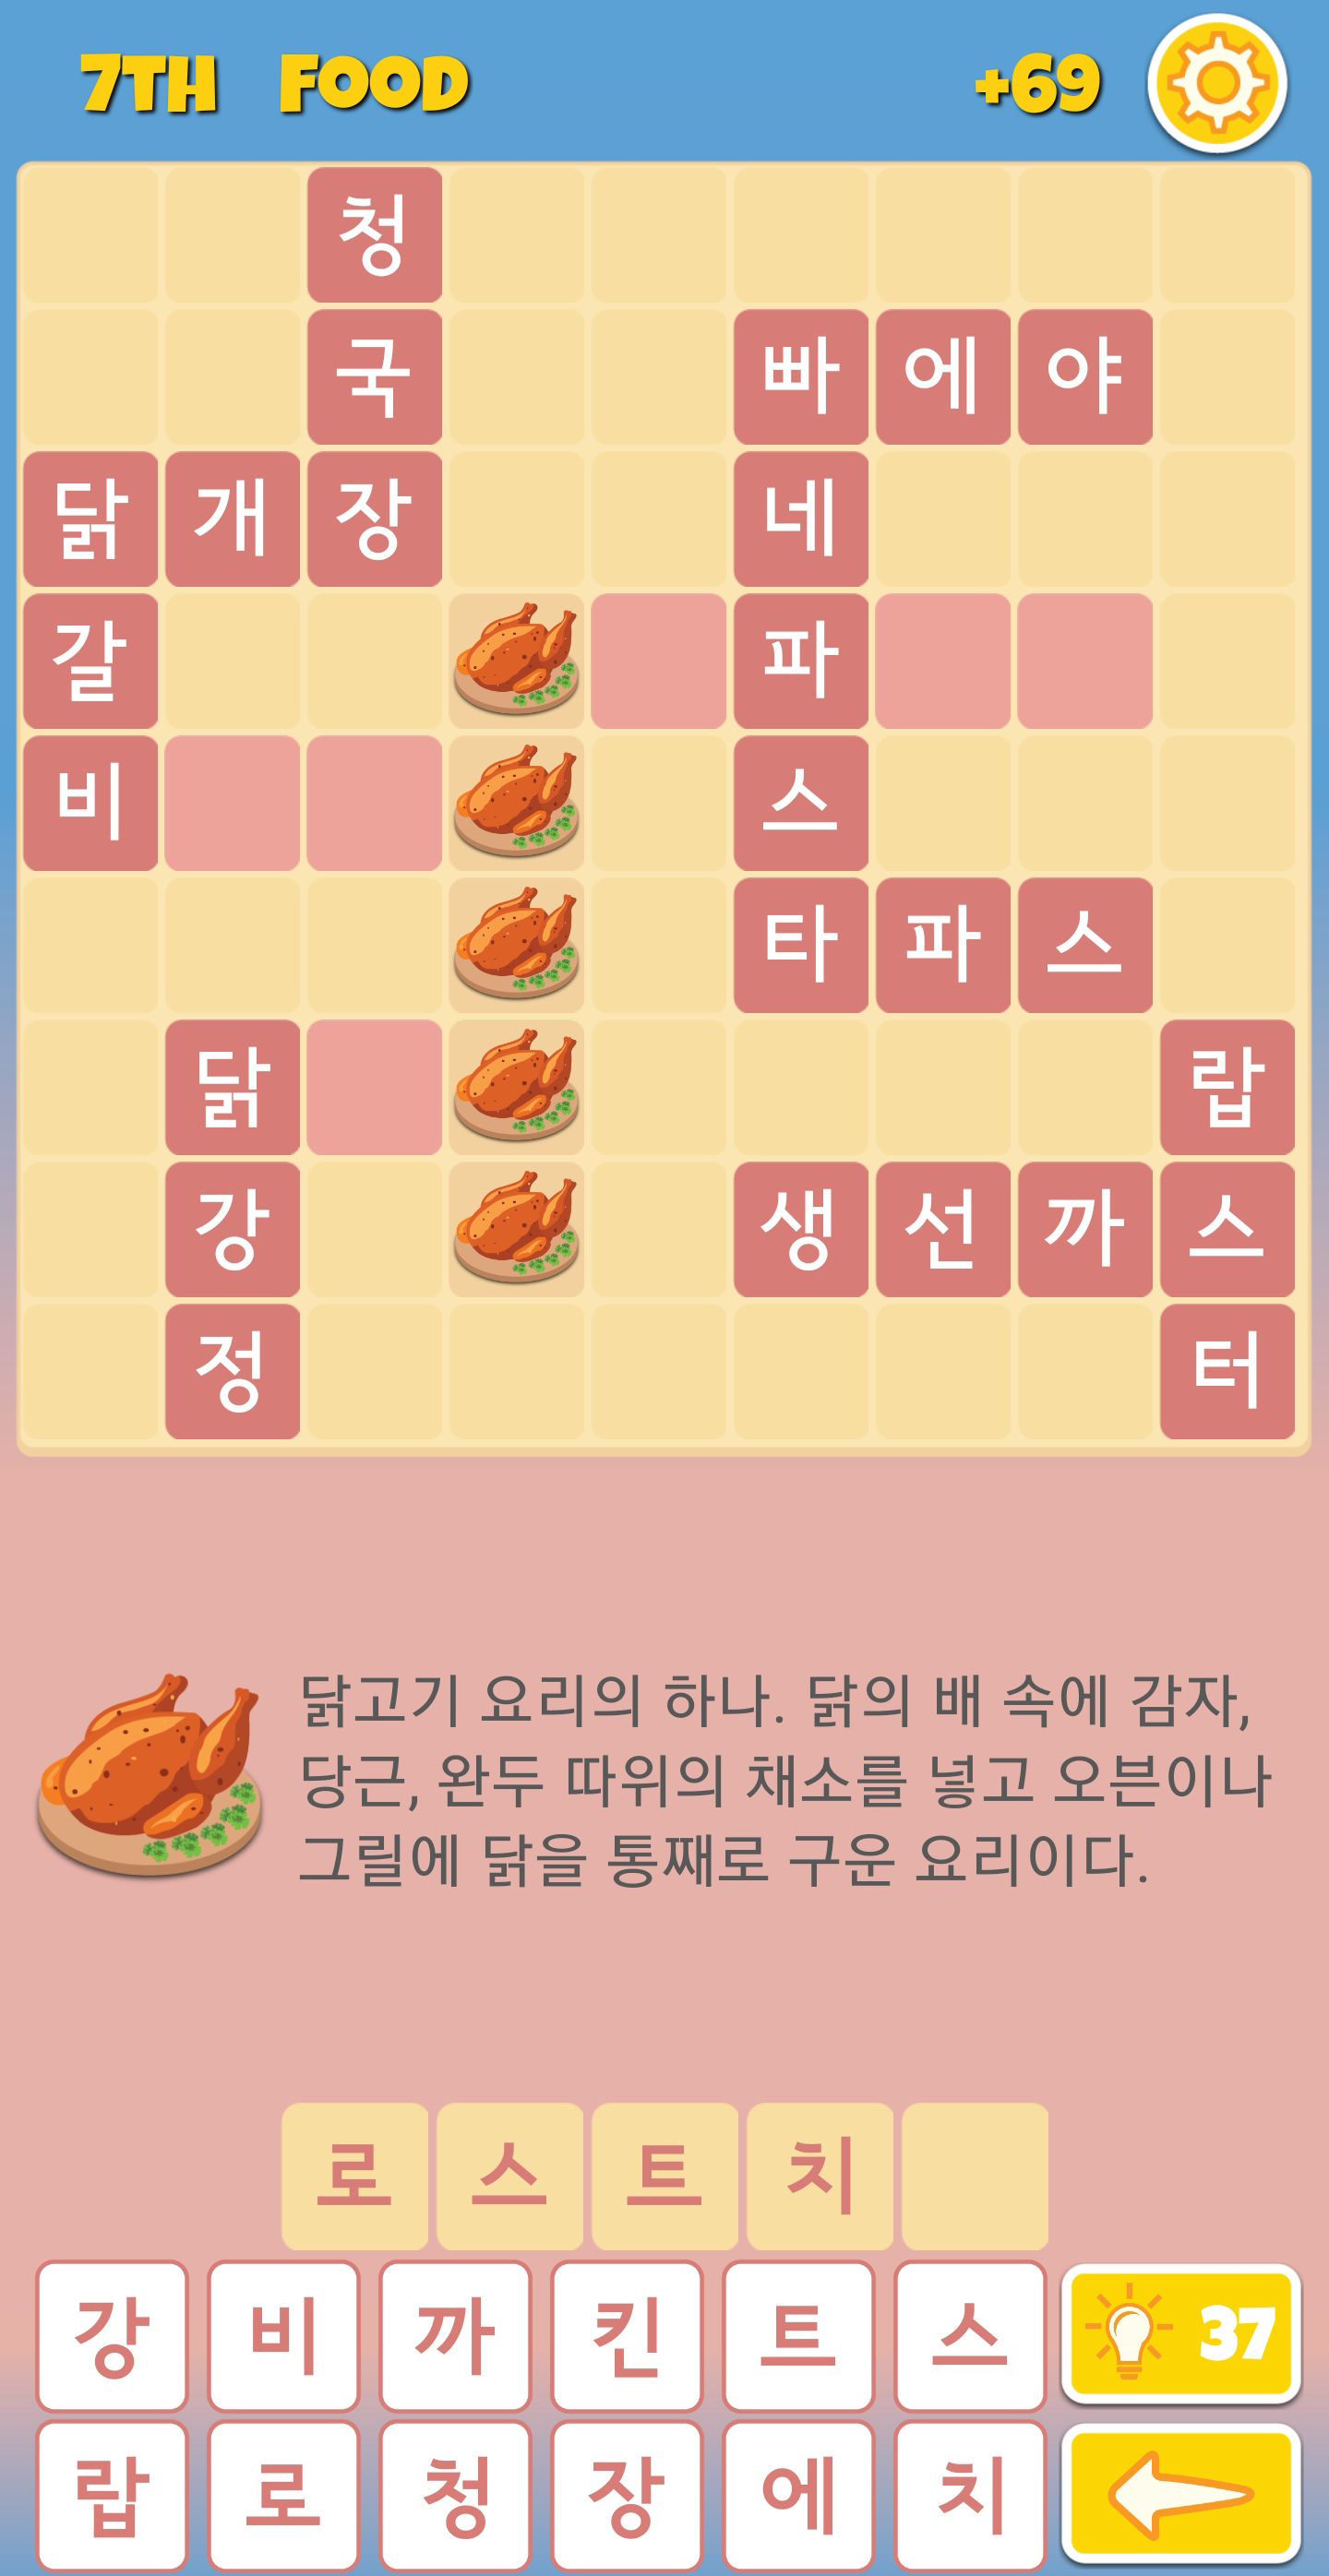 7TH FOOD +69
청
국 빠 에 야
닭 개 장 네
갈 파
비 스
타 파 스
닭 랍
강 생 선 까 스
정 터
닭고기 요리의 하나. 닭의 배 속에 감자,
당근, 완두 따위의 채소를 넣고 오븐이나
그릴에 닭을 통째로 구운 요리이다.
로 스 트 치
강 비 까 킨 트 스 37
랍 로 청 장 에 치